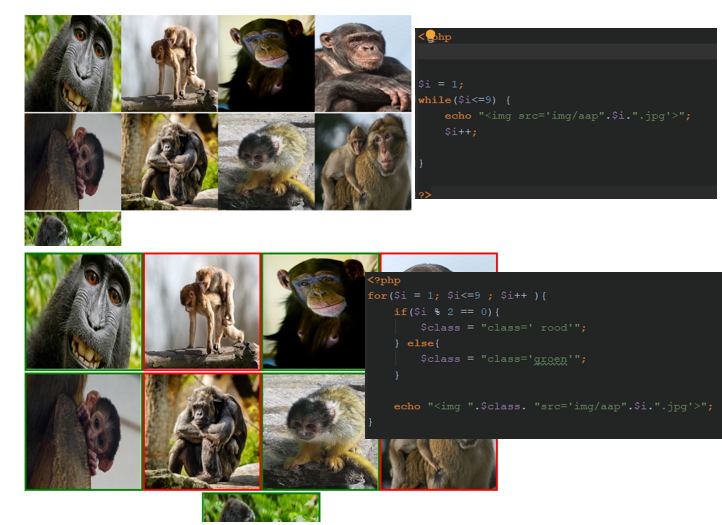 <?php
$i = 1;
while($i<=9) {
echo "<img src='img/aap".$i.".jpg'>";
$i++;
}
?>
<?php
for($i = 1; $i<=9 ; $i++ ){
if($i % 2 == 0){
$class = "class=' rood'";
} else{
$class = "class='groen'";
}
echo "<img ".$class. "src='img/aap".$i.".jpg'>";
}